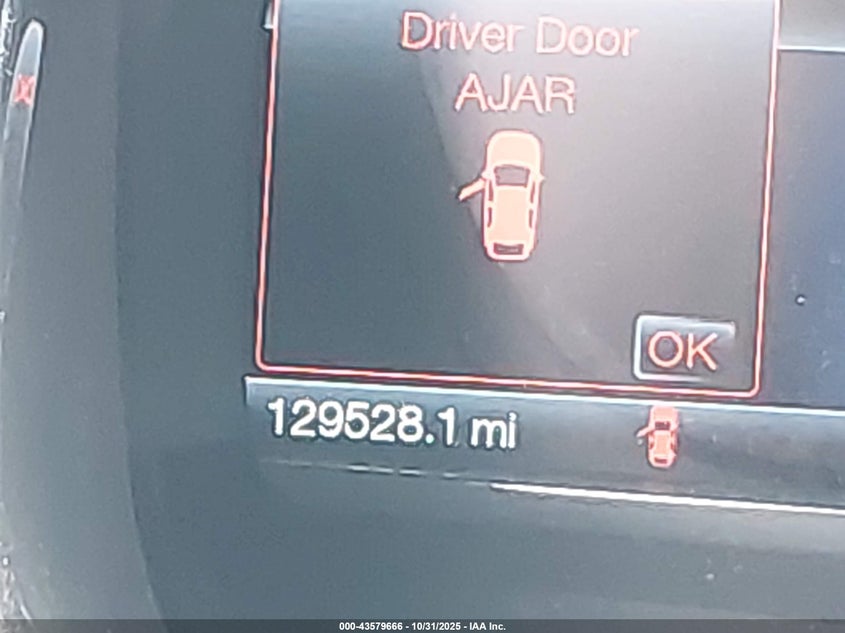 Driver Door
AJAR
OK
129528.1 mi
000-43579666 - 10/31/2025 - IAA Inc.